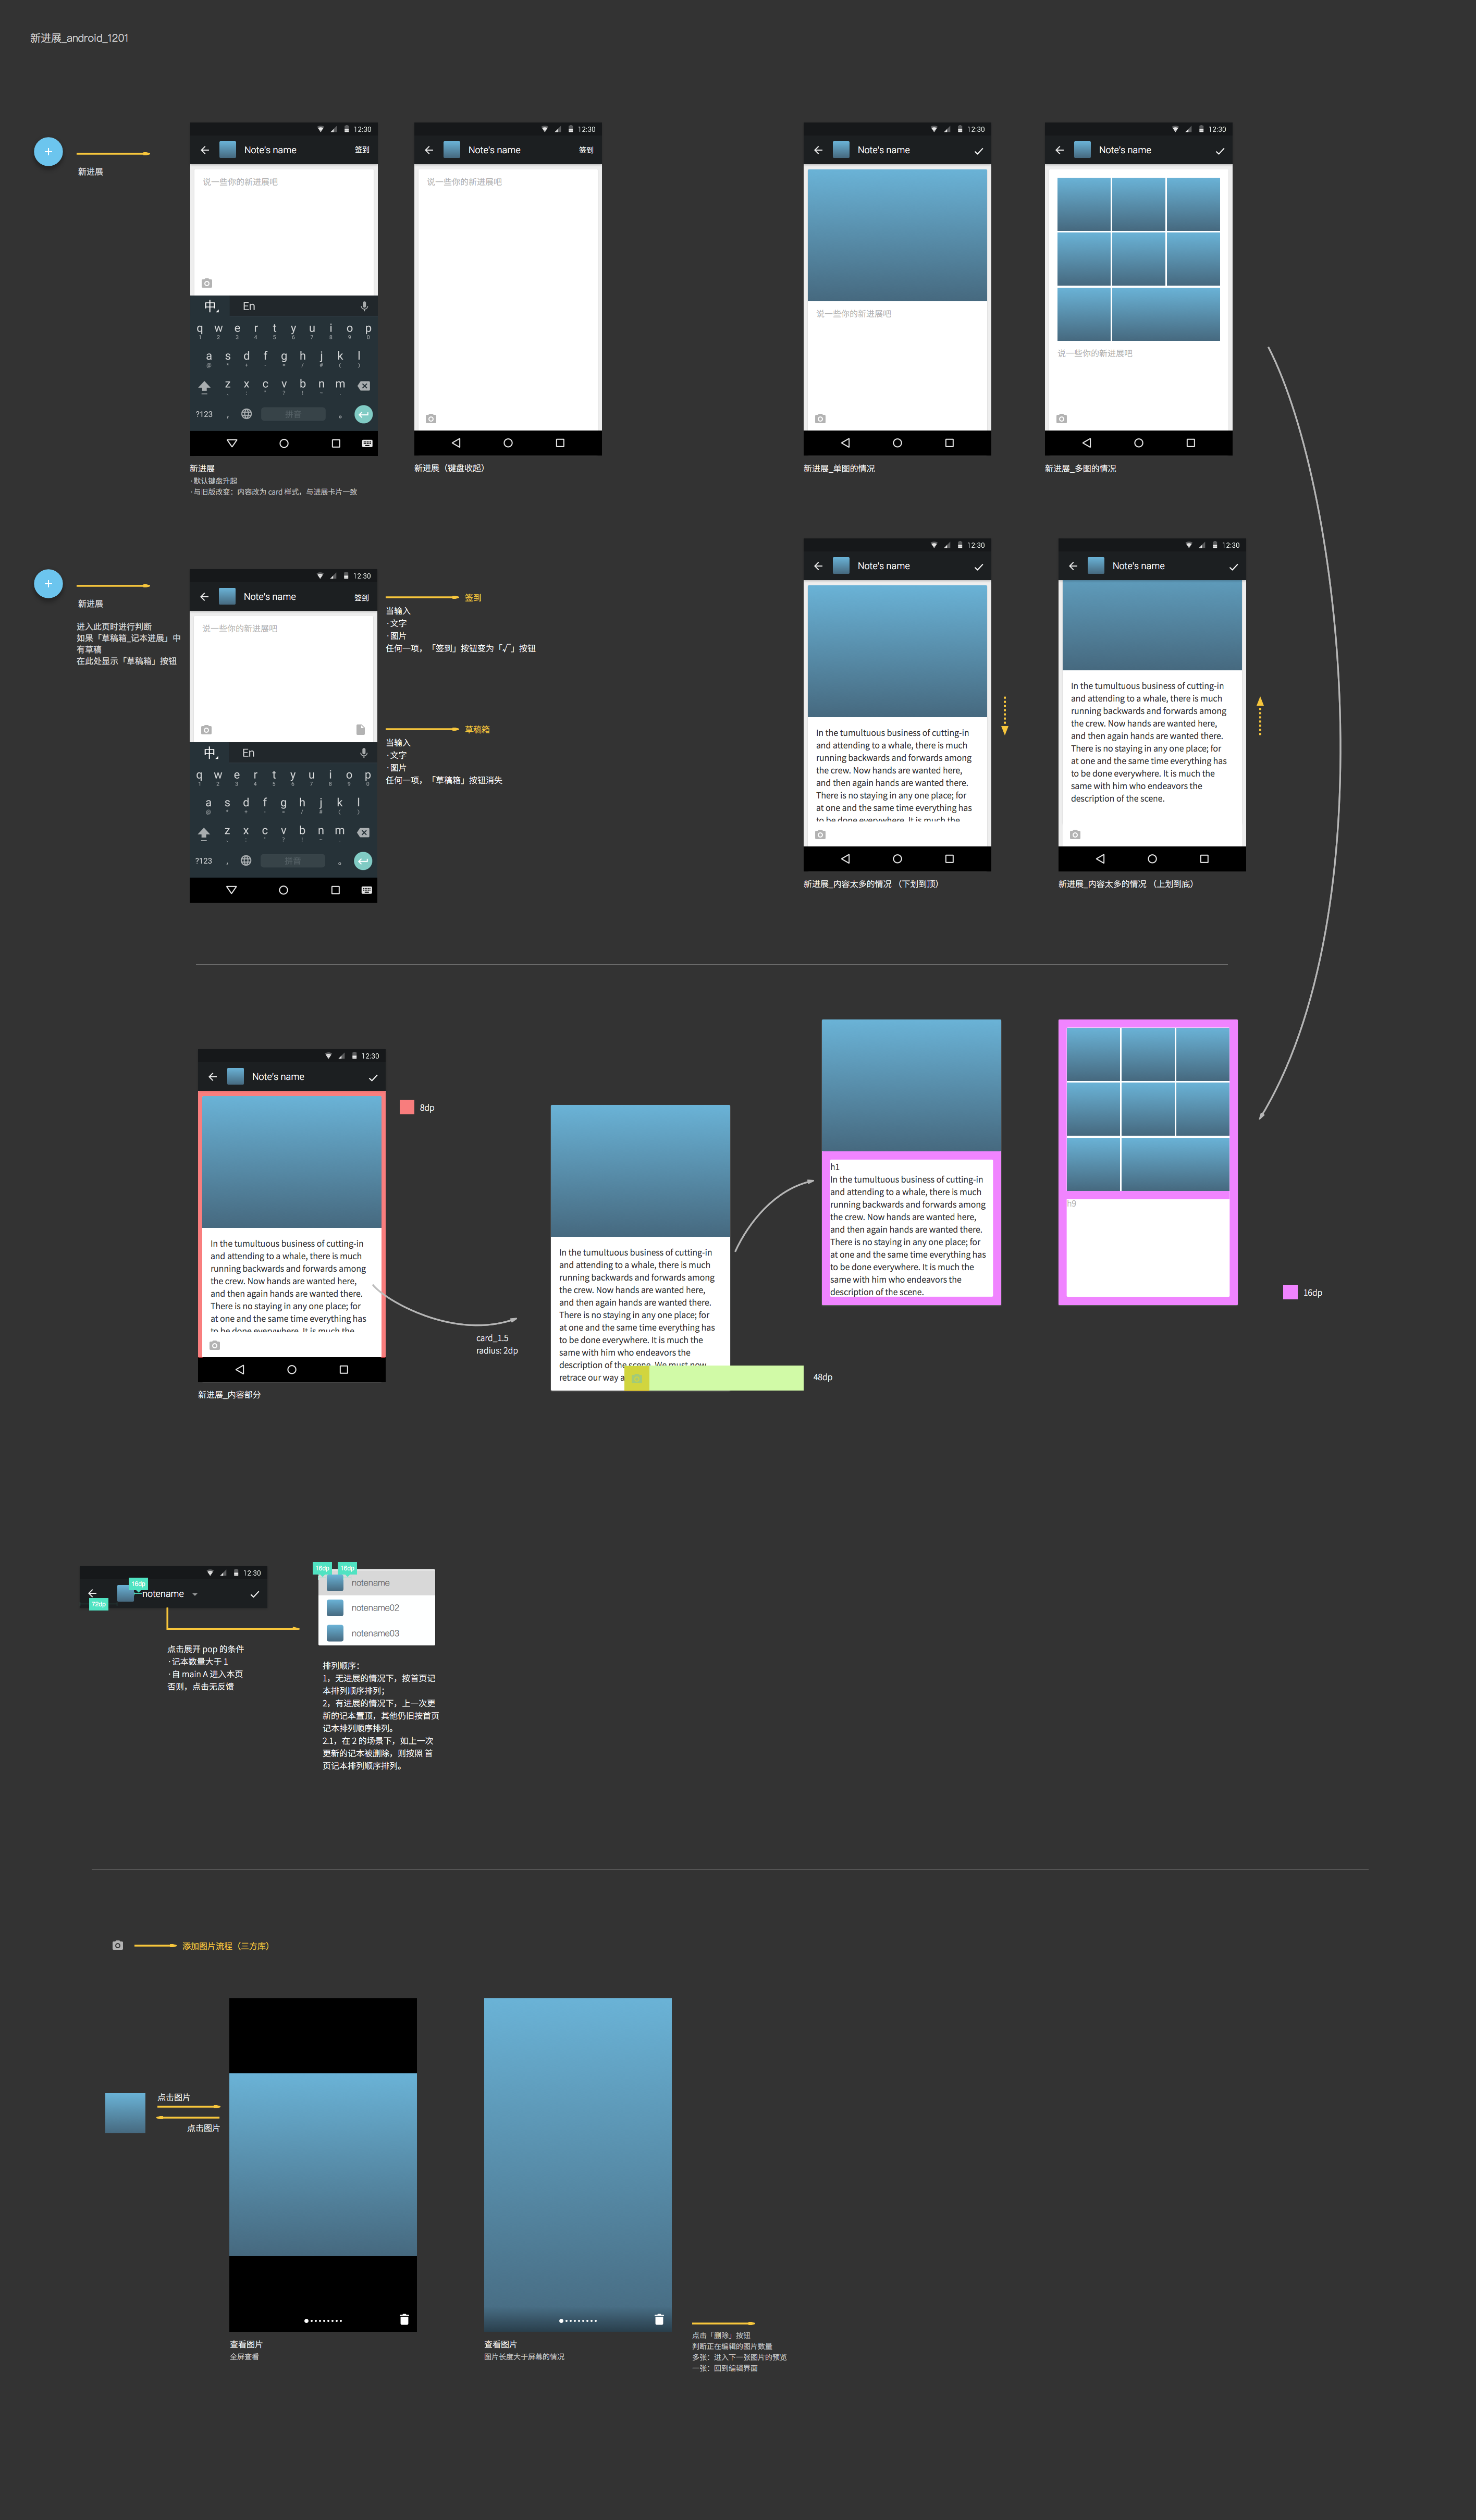 新进展_android_1201
新进展
12:30
Note's name
签到
说一些你的新进展吧
中 En
q w e r t y u i o p
1 2 3 4 5 6 7 8 9 0
a s d f g h j k l
z x c v b n m
?123 , 拼音 。
新进展
·默认键盘升起
·与旧版改变：内容改为 card 样式，与进展卡片一致
12:30
Note's name
签到
说一些你的新进展吧
新进展（键盘收起）
12:30
Note's name
说一些你的新进展吧
新进展_单图的情况
12:30
Note's name
说一些你的新进展吧
新进展_多图的情况
新进展
进入此页时进行判断
如果「草稿箱_记本进展」中
有草稿
在此处显示「草稿箱」按钮
12:30
Note's name
签到
说一些你的新进展吧
中 En
q w e r t y u i o p
1 2 3 4 5 6 7 8 9 0
a s d f g h j k l
z x c v b n m
?123 , 拼音 。
签到
当输入
·文字
·图片
任何一项，「签到」按钮变为「√」按钮
草稿箱
当输入
·文字
·图片
任何一项，「草稿箱」按钮消失
12:30
Note's name
In the tumultuous business of cutting-in
and attending to a whale, there is much
running backwards and forwards among
the crew. Now hands are wanted here,
and then again hands are wanted there.
There is no staying in any one place; for
at one and the same time everything has
to be done everywhere. It is much the
新进展_内容太多的情况 （下划到顶）
12:30
Note's name
In the tumultuous business of cutting-in
and attending to a whale, there is much
running backwards and forwards among
the crew. Now hands are wanted here,
and then again hands are wanted there.
There is no staying in any one place; for
at one and the same time everything has
to be done everywhere. It is much the
same with him who endeavors the
description of the scene.
新进展_内容太多的情况 （上划到底）
12:30
Note's name
In the tumultuous business of cutting-in
and attending to a whale, there is much
running backwards and forwards among
the crew. Now hands are wanted here,
and then again hands are wanted there.
There is no staying in any one place; for
at one and the same time everything has
to be done everywhere. It is much the
新进展_内容部分
8dp
card_1.5
radius: 2dp
In the tumultuous business of cutting-in
and attending to a whale, there is much
running backwards and forwards among
the crew. Now hands are wanted here,
and then again hands are wanted there.
There is no staying in any one place; for
at one and the same time everything has
to be done everywhere. It is much the
same with him who endeavors the
description of the scene. We must now
retrace our way a
48dp
h1
In the tumultuous business of cutting-in
and attending to a whale, there is much
running backwards and forwards among
the crew. Now hands are wanted here,
and then again hands are wanted there.
There is no staying in any one place; for
at one and the same time everything has
to be done everywhere. It is much the
same with him who endeavors the
description of the scene.
h9
16dp
12:30
16dp
notename
72dp
点击展开 pop 的条件
·记本数量大于 1
·自 main A 进入本页
否则，点击无反馈
16dp 16dp
notename
notename02
notename03
排列顺序：
1，无进展的情况下，按首页记
本排列顺序排列；
2，有进展的情况下，上一次更
新的记本置顶，其他仍旧按首页
记本排列顺序排列。
2.1，在 2 的场景下，如上一次
更新的记本被删除，则按照 首
页记本排列顺序排列。
添加图片流程（三方库）
点击图片
点击图片
查看图片
全屏查看
查看图片
图片长度大于屏幕的情况
点击「删除」按钮
判断正在编辑的图片数量
多张：进入下一张图片的预览
一张：回到编辑界面